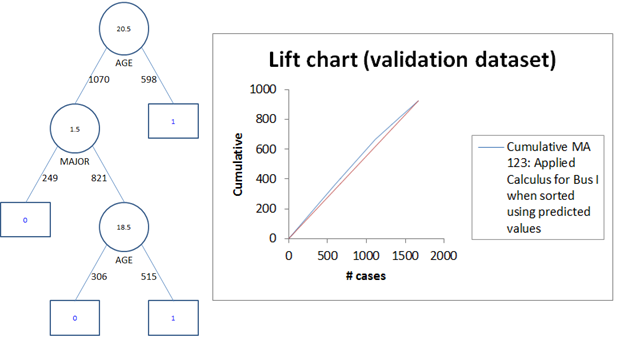 20.5
AGE
1070 598
1.5
1
MAJOR
249 821
0
18.5
AGE
306 515
0
1
Lift chart (validation dataset)
1000
800
600
400
200
0
Cumulative
0 500 1000 1500 2000
# cases
Cumulative MA
123: Applied
Calculus for Bus I
when sorted
using predicted
values